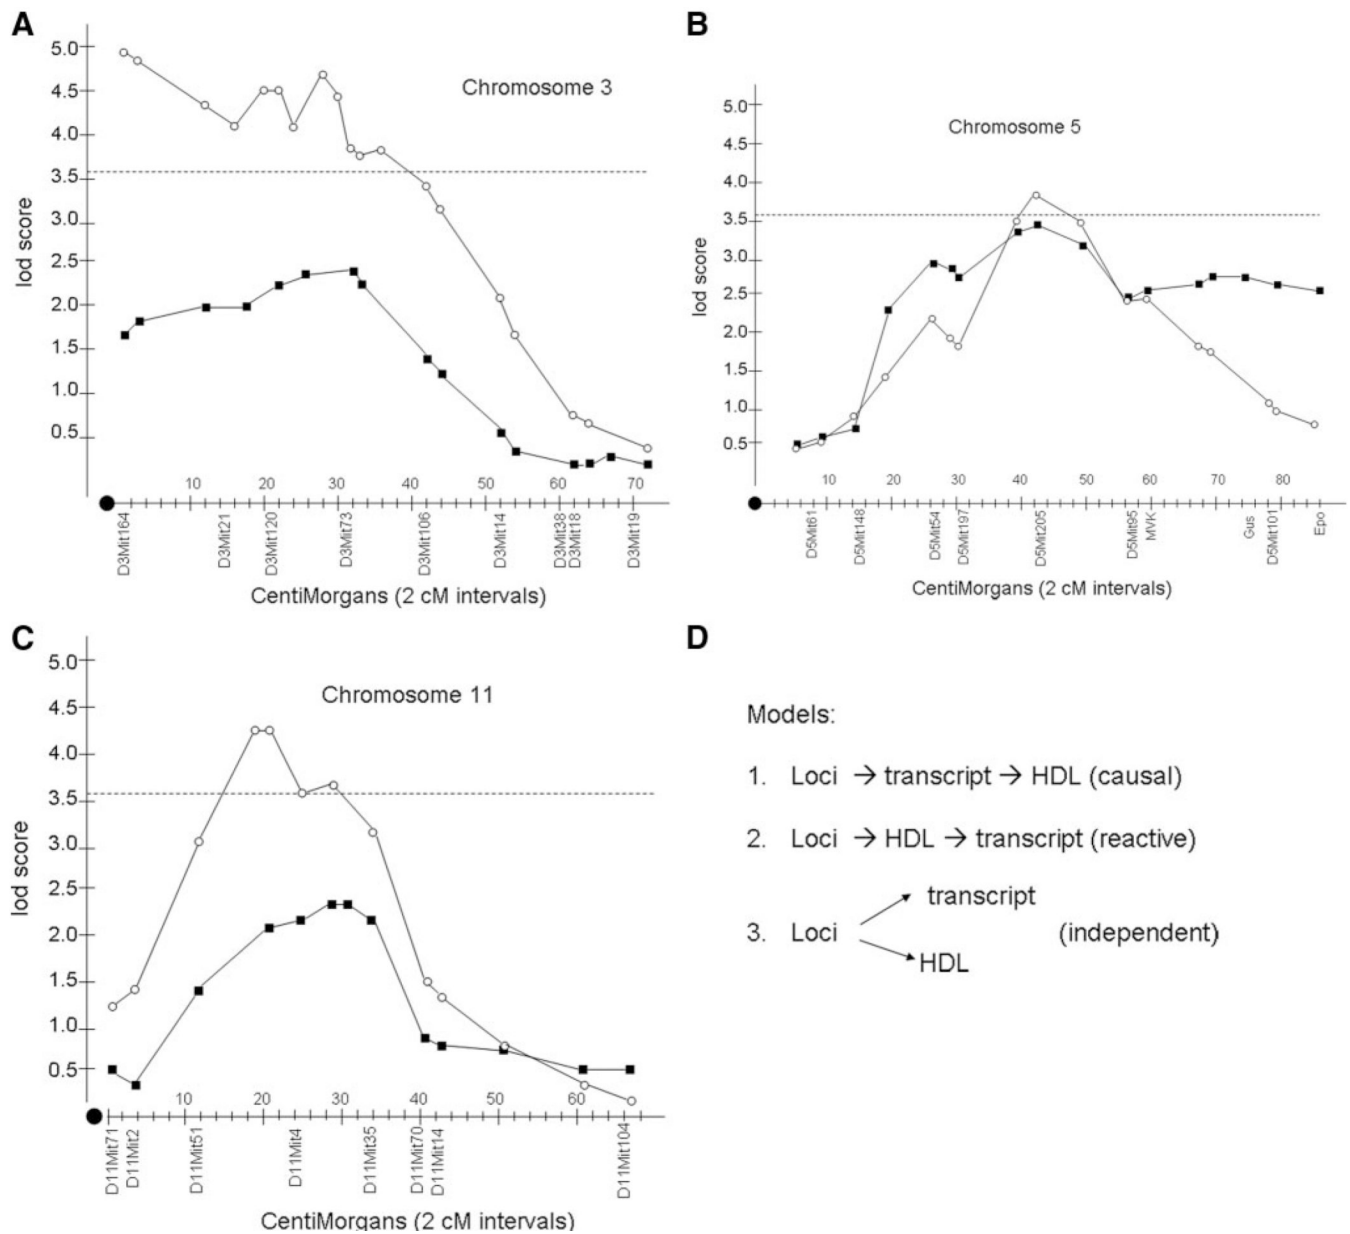 A
Chromosome 3
5.0
4.5
4.0
3.5
3.0
2.5
2.0
1.5
1.0
0.5
lod score
10 20 30 40 50 60 70
D3Mit164 D3Mit21 D3Mit120 D3Mit73 D3Mit106 D3Mit14 D3Mit38 D3Mit18 D3Mit19
CentiMorgans (2 cM intervals)
B
Chromosome 5
5.0
4.5
4.0
3.5
3.0
2.5
2.0
1.5
1.0
0.5
lod score
10 20 30 40 50 60 70 80
D5Mit61 D5Mit148 D5Mit54 D5Mit197 D5Mit205 D5Mit95 MVK Gus D5Mit101 Epo
CentiMorgans (2 cM intervals)
C
Chromosome 11
5.0
4.5
4.0
3.5
3.0
2.5
2.0
1.5
1.0
0.5
lod score
10 20 30 40 50 60
D11Mit71 D11Mit2 D11Mit51 D11Mit4 D11Mit35 D11Mit70 D11Mit14 D11Mit104
CentiMorgans (2 cM intervals)
D
Models:
1. Loci → transcript → HDL (causal)
2. Loci → HDL → transcript (reactive)
transcript
3. Loci (independent)
HDL